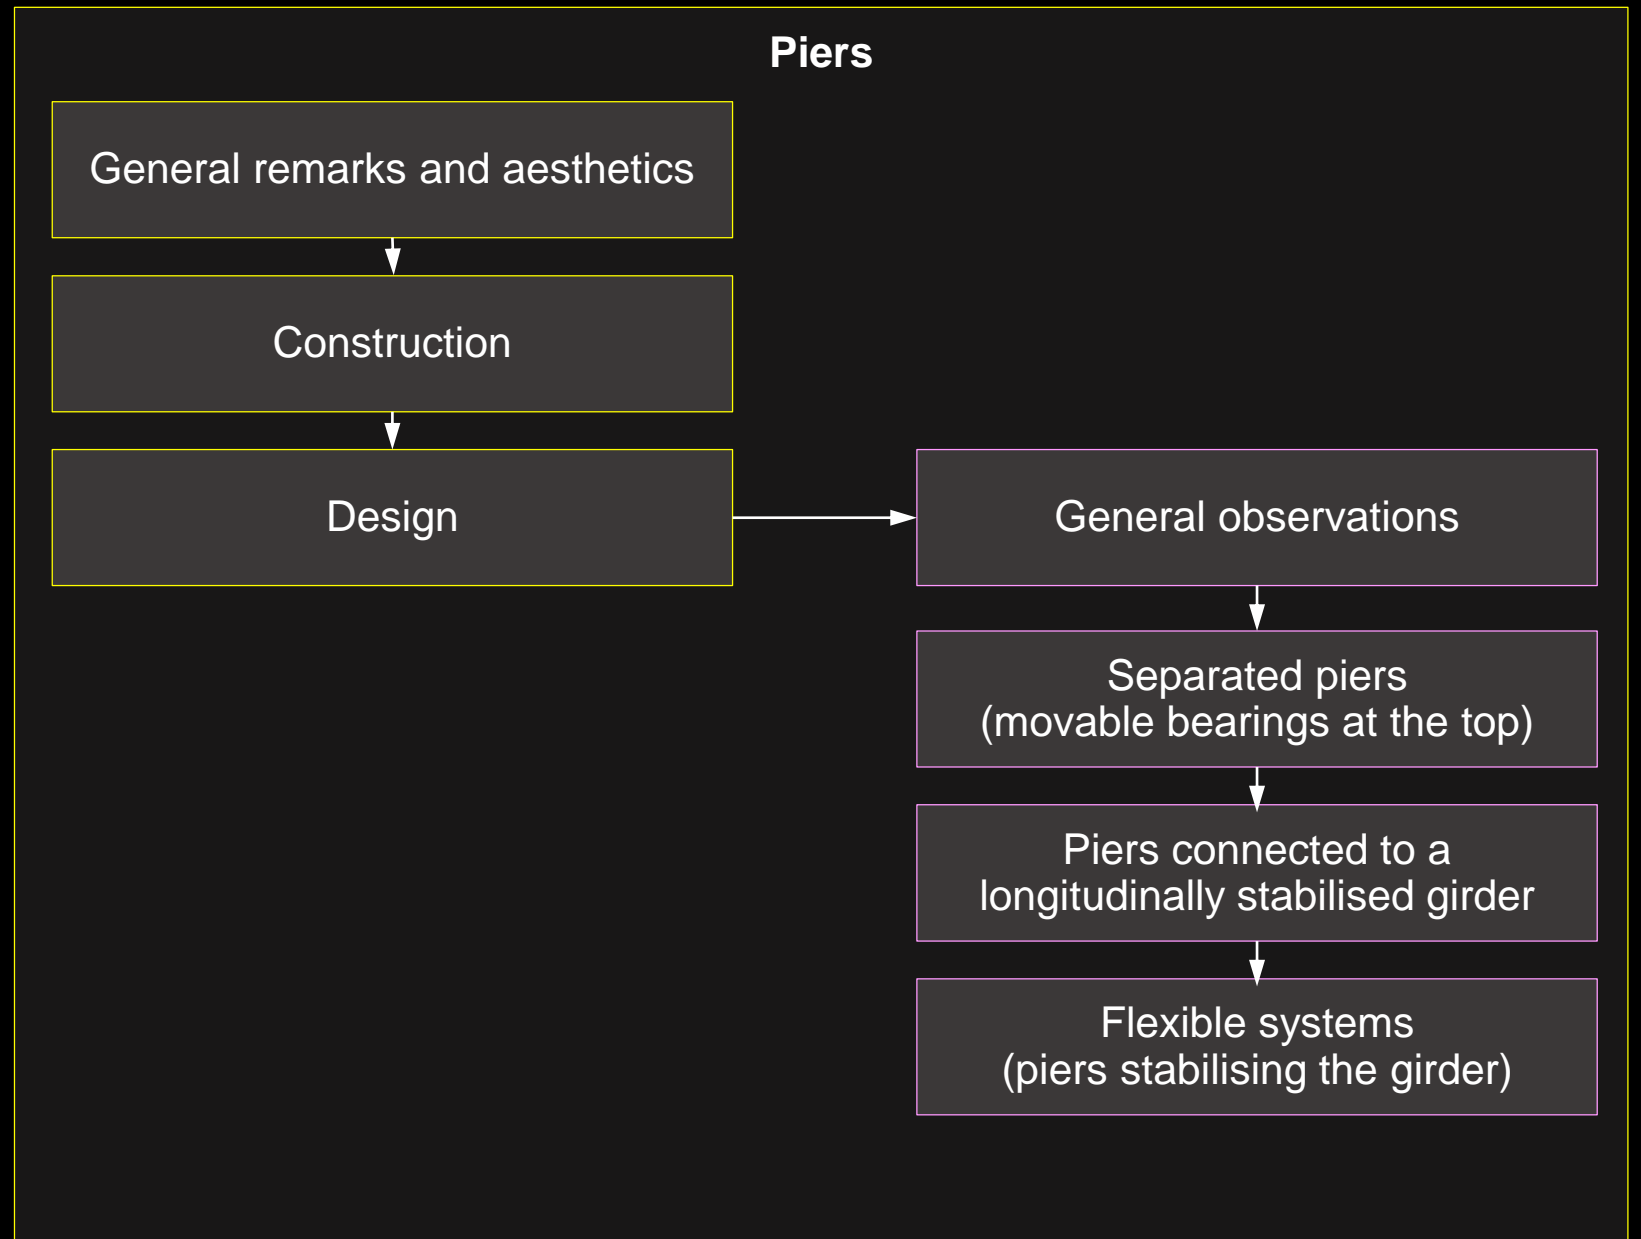 Piers
General remarks and aesthetics
Construction
Design
General observations
Separated piers
(movable bearings at the top)
Piers connected to a
longitudinally stabilised girder
Flexible systems
(piers stabilising the girder)